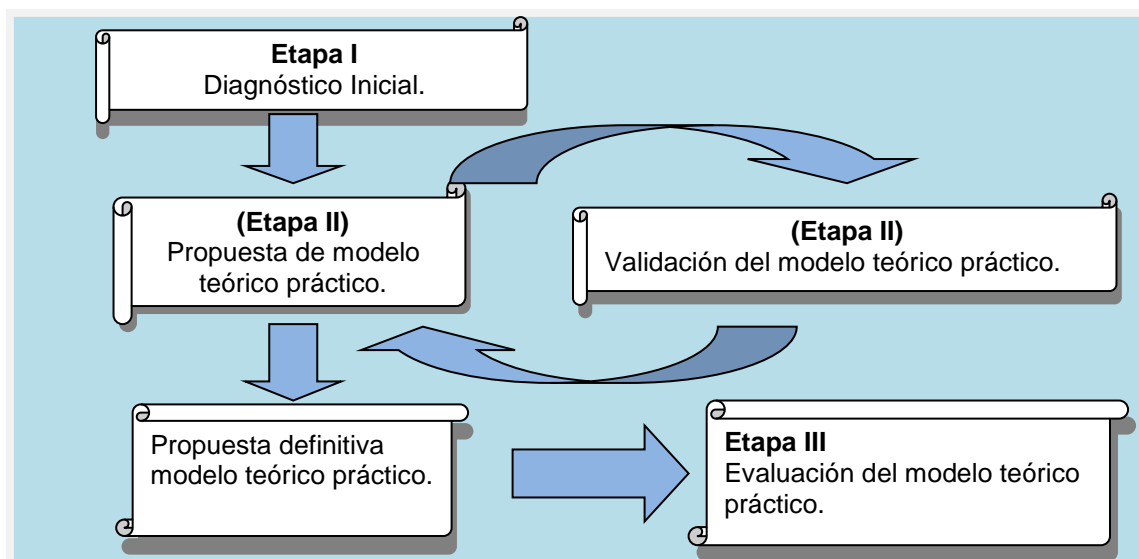 Etapa I
Diagnóstico Inicial.
(Etapa II)
Propuesta de modelo
teórico práctico.
(Etapa II)
Validación del modelo teórico práctico.
Propuesta definitiva
modelo teórico práctico.
Etapa III
Evaluación del modelo teórico
práctico.